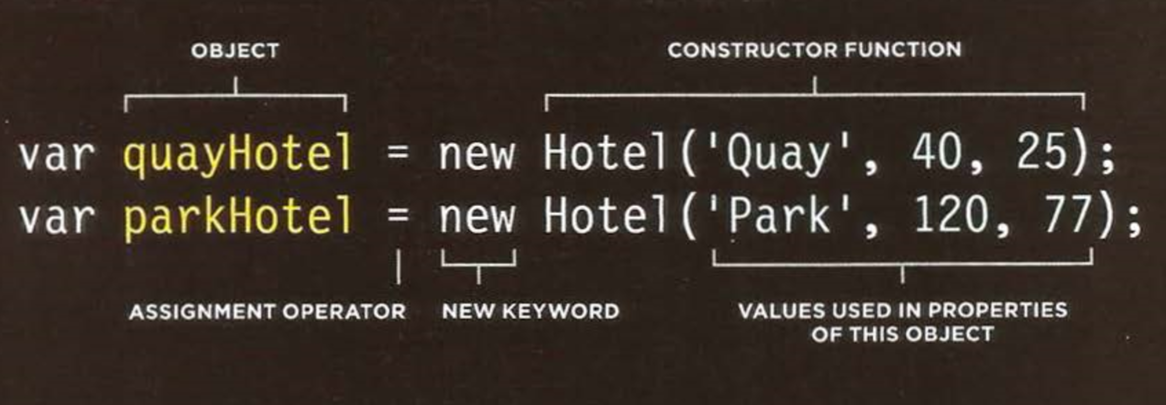 OBJECT CONSTRUCTOR FUNCTION
var quayHotel = new Hotel('Quay', 40, 25);
var parkHotel = new Hotel('Park', 120, 77);
ASSIGNMENT OPERATOR NEW KEYWORD VALUES USED IN PROPERTIES
OF THIS OBJECT